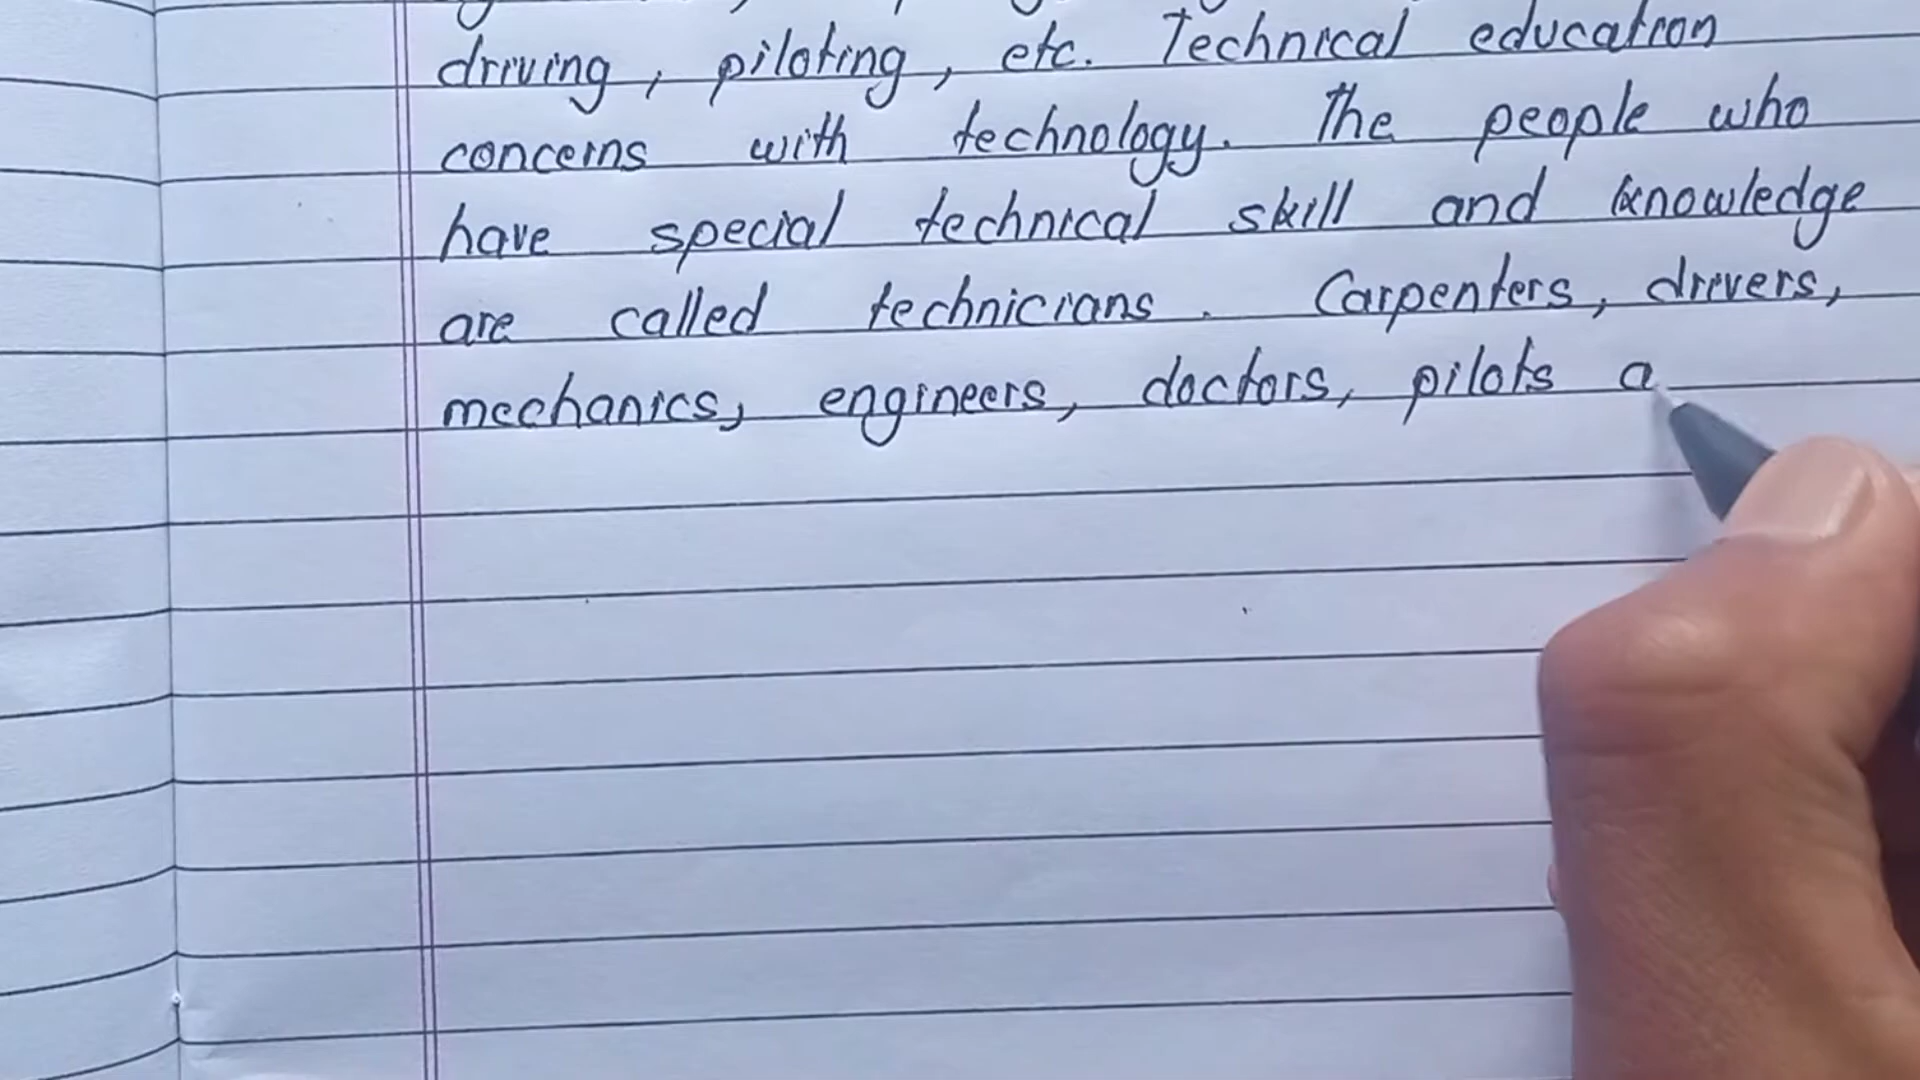 driving, piloting, etc. Technical education
concerns with technology. The people who
have special technical skill and knowledge
are called technicians. Carpenters, drivers,
mechanics, engineers, doctors, pilots a